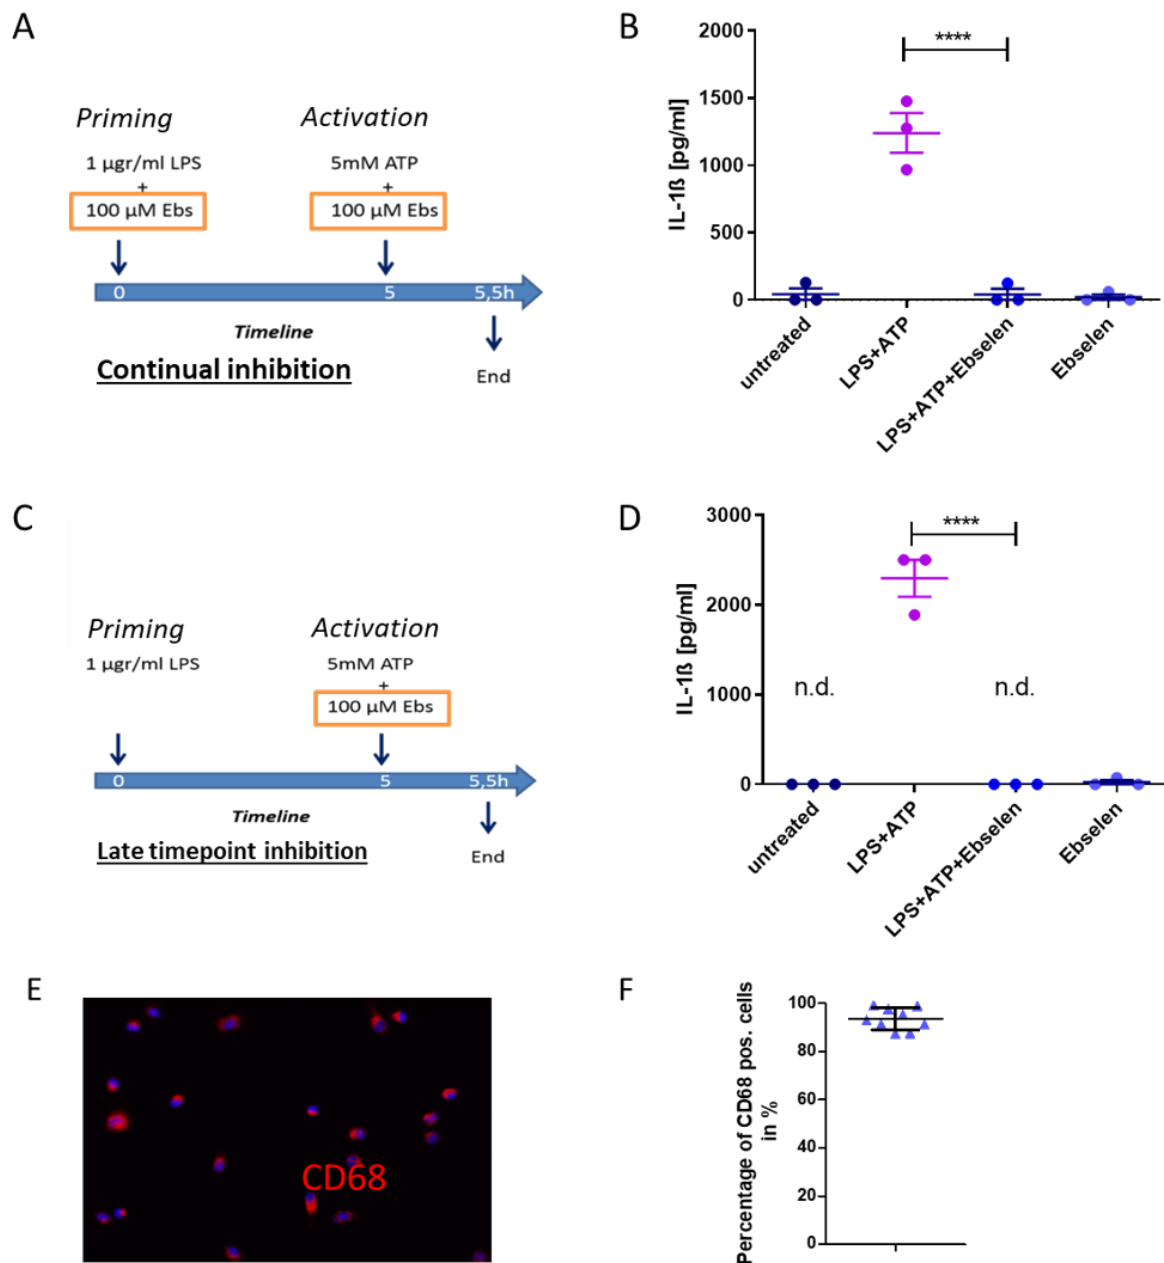 A
Priming
Activation
1 µgr/ml LPS
+
100 µM Ebs
5mM ATP
+
100 µM Ebs
0
5
5,5h
Timeline
Continual inhibition
End
B
IL-1ß [pg/ml]
2000
1500
1000
500
0
****
untreated
LPS+ATP
LPS+ATP+Ebselen
Ebselen
C
Priming
Activation
1 µgr/ml LPS
5mM ATP
+
100 µM Ebs
0
5
5,5h
Timeline
Late timepoint inhibition
End
D
IL-1ß [pg/ml]
3000
2000
1000
0
****
n.d.
n.d.
untreated
LPS+ATP
LPS+ATP+Ebselen
Ebselen
E
CD68
F
Percentage of CD68 pos. cells
in %
100
80
60
40
20
0